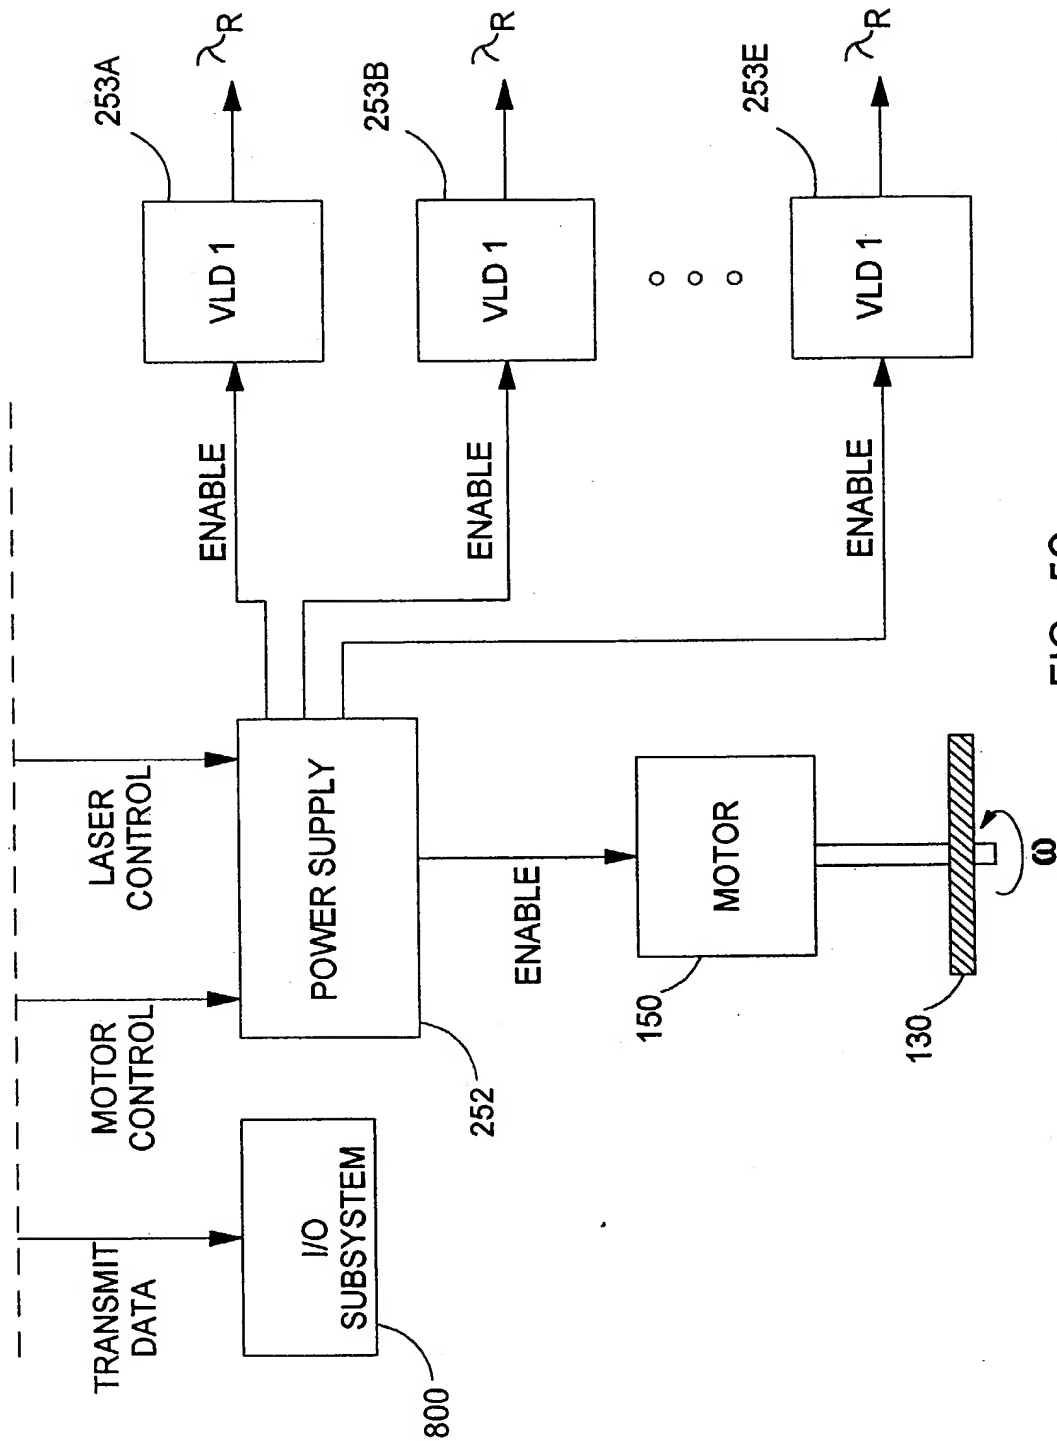 TRANSMIT
DATA
MOTOR
CONTROL
LASER
CONTROL
I/O
SUBSYSTEM
800
POWER SUPPLY
252
ENABLE
VLD 1
253A
λR
ENABLE
VLD 1
253B
λR
ENABLE
VLD 1
253E
λR
ENABLE
MOTOR
150
130
ω
FIG.